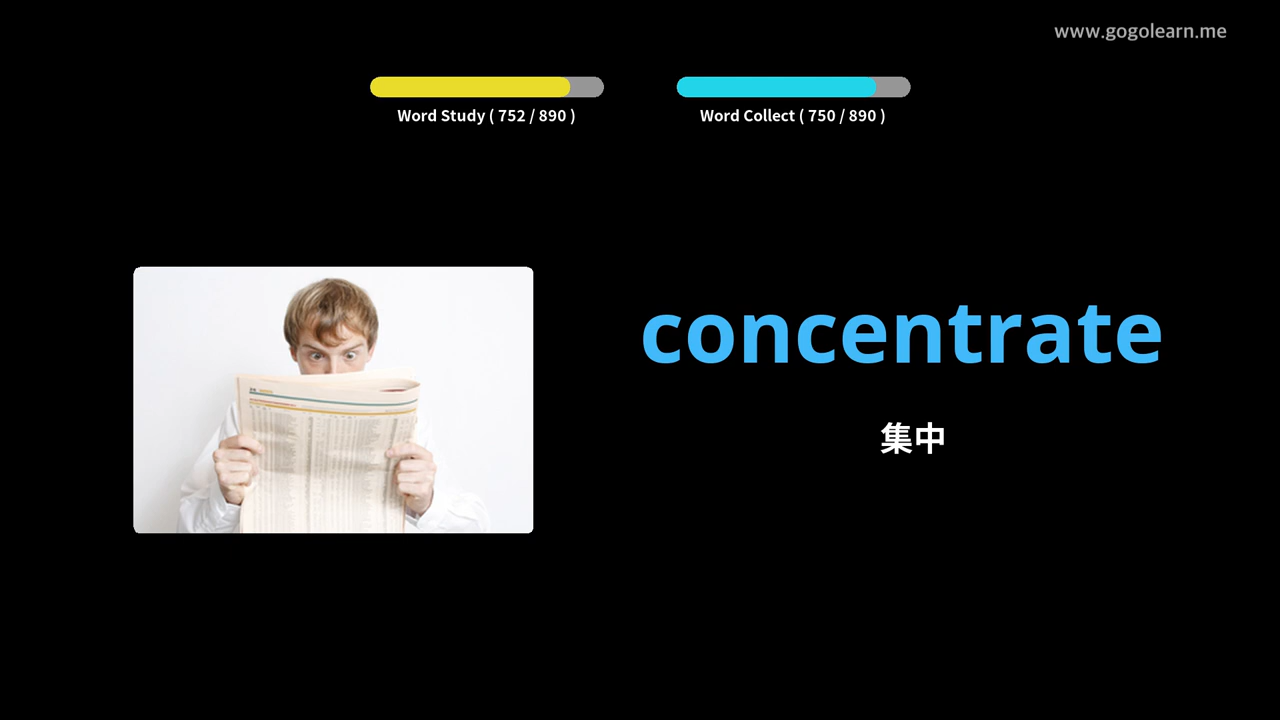 www.gogolearn.me
Word Study ( 752 / 890 )
Word Collect ( 750 / 890 )
concentrate
集中